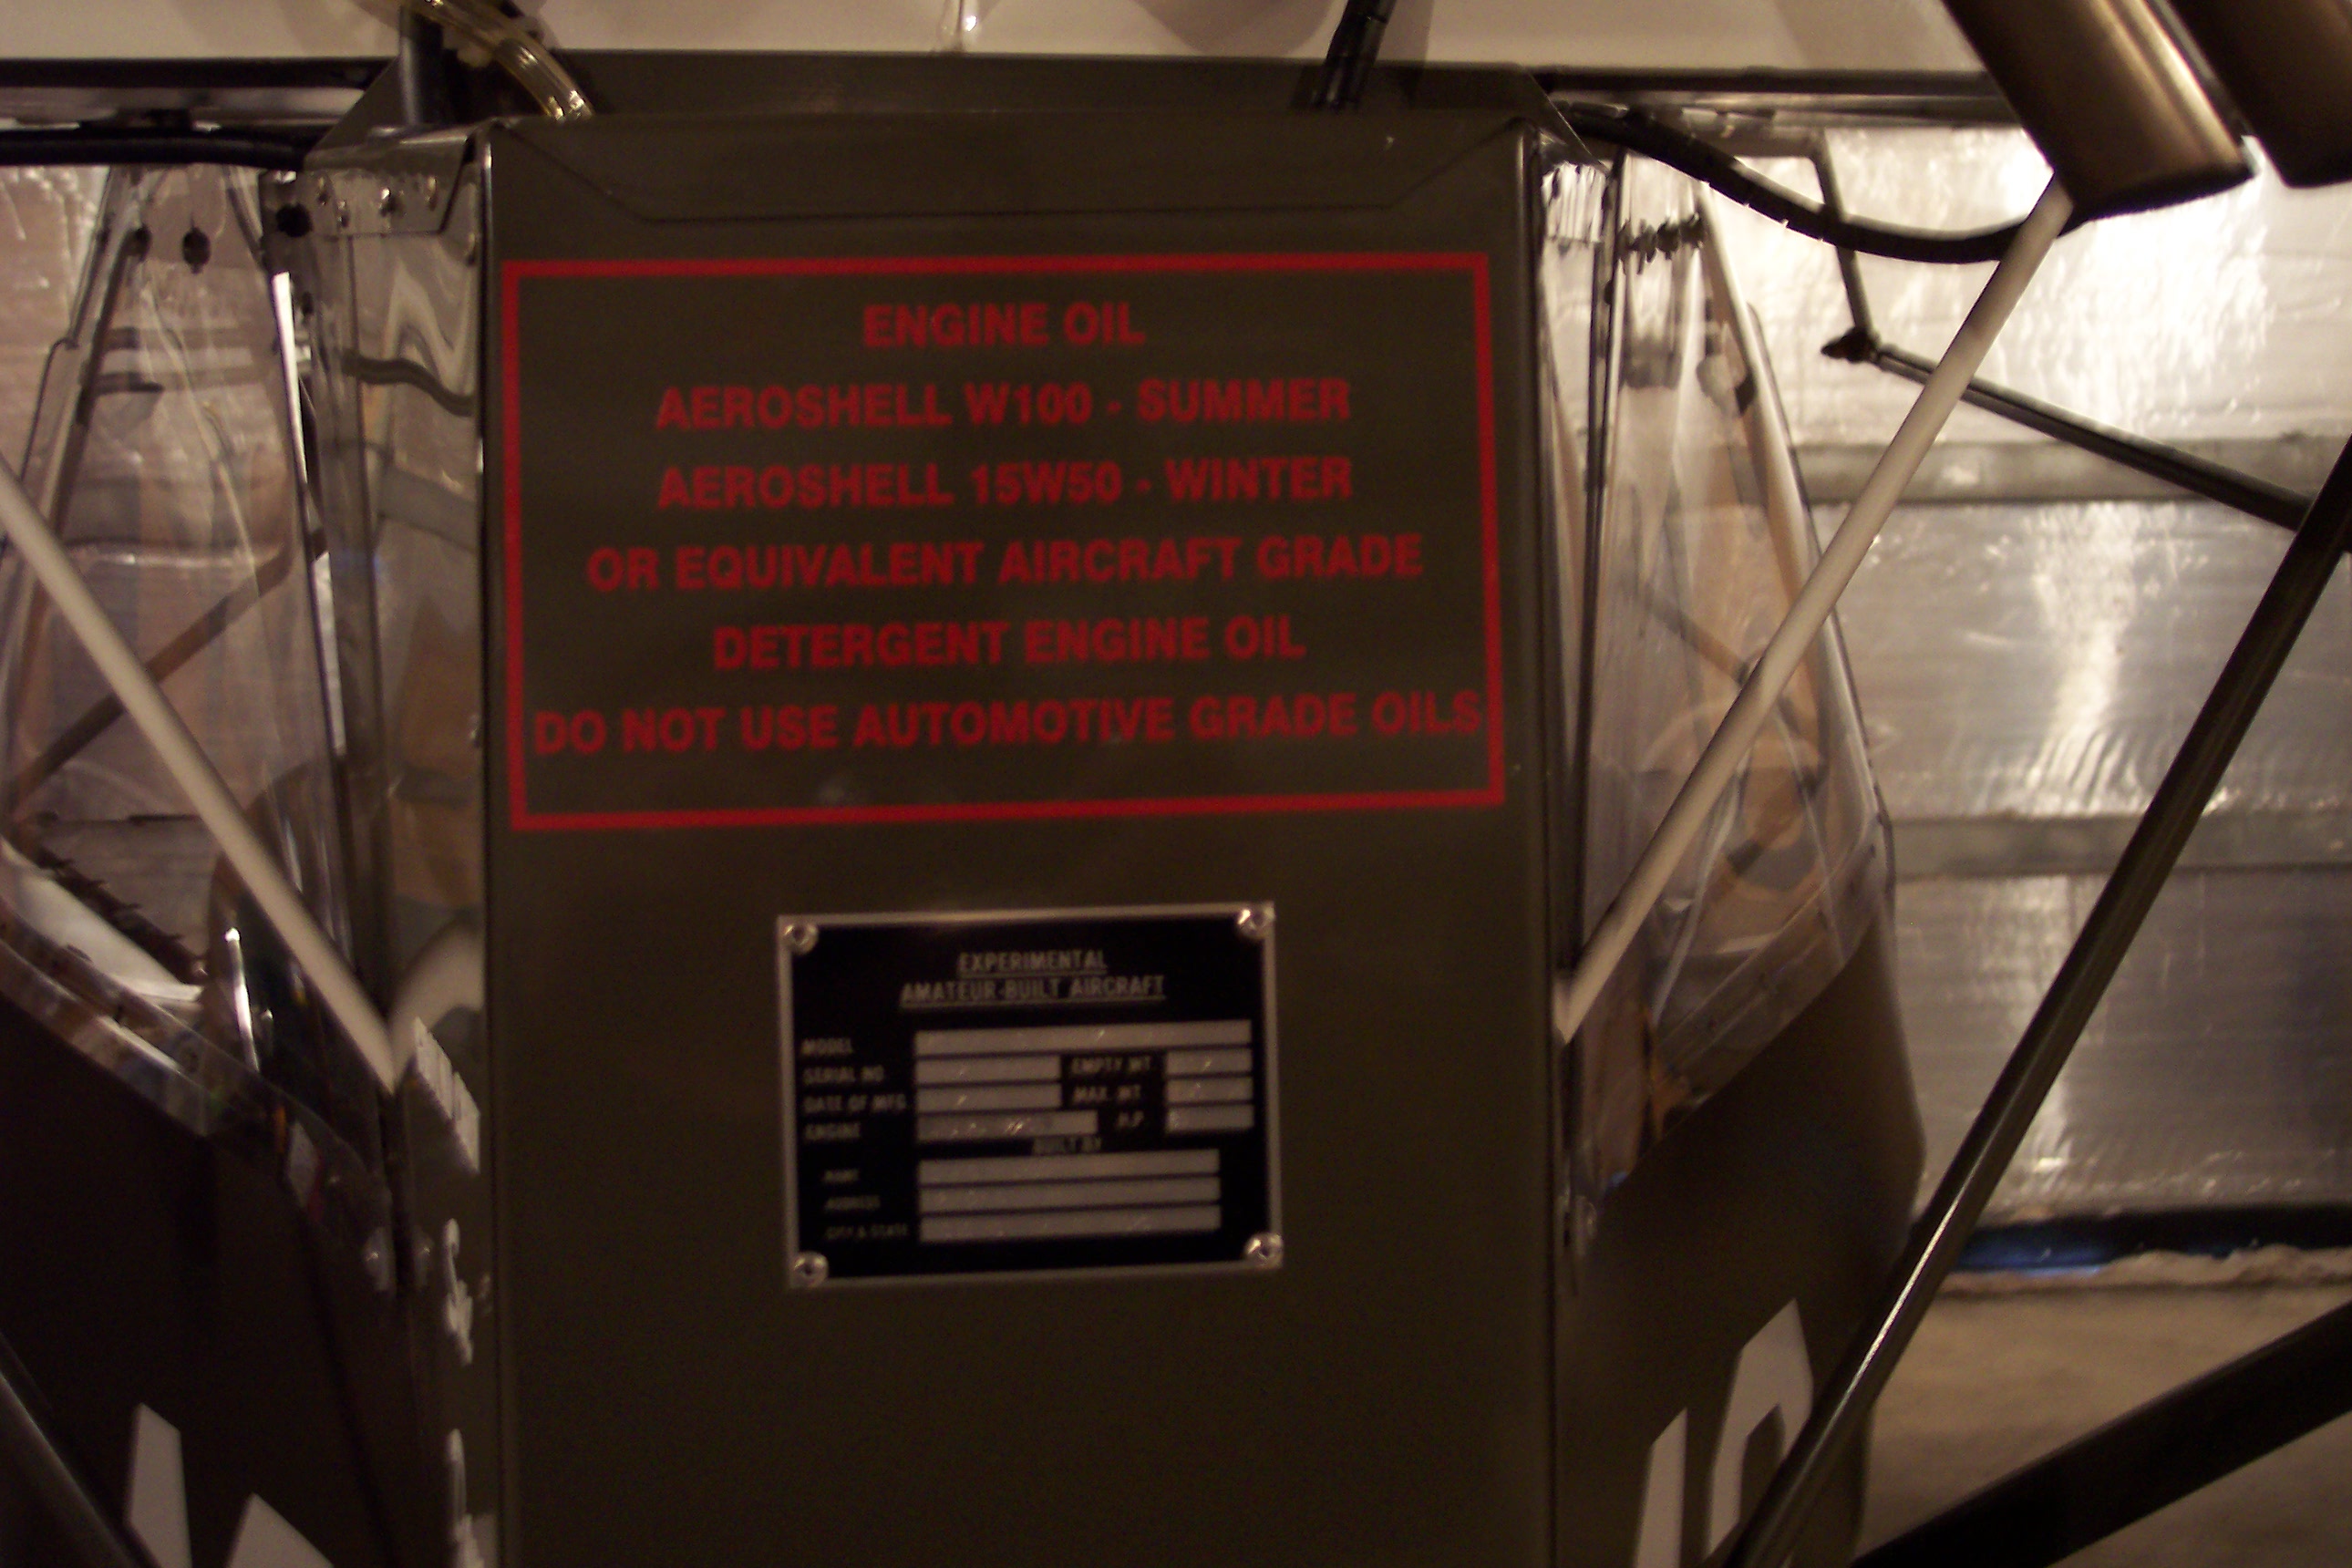 ENGINE OIL
AEROSHELL W100 - SUMMER
AEROSHELL 15W50 - WINTER
OR EQUIVALENT AIRCRAFT GRADE
DETERGENT ENGINE OIL
DO NOT USE AUTOMOTIVE GRADE OILS
EXPERIMENTAL
AMATEUR-BUILT AIRCRAFT
MODEL
SERIAL NO. EMPTY WT.
DATE OF MFG. MAX. WT.
ENGINE H.P.
BUILT BY
NAME
ADDRESS
CITY & STATE